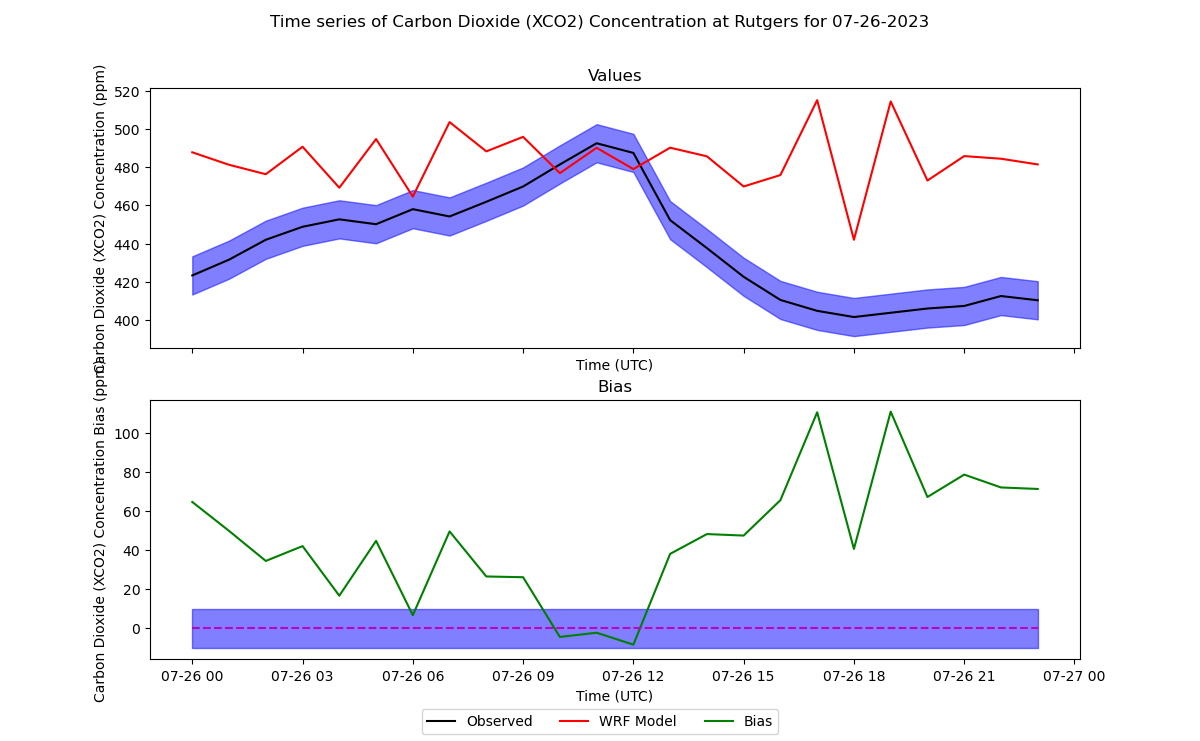 Time series of Carbon Dioxide (XCO2) Concentration at Rutgers for 07-26-2023
Values
Carbon Dioxide (XCO2) Concentration (ppm)
520
500
480
460
440
420
400
Time (UTC)
Bias
Carbon Dioxide (XCO2) Concentration Bias (ppm)
100
80
60
40
20
0
07-26 00 07-26 03 07-26 06 07-26 09 07-26 12 07-26 15 07-26 18 07-26 21 07-27 00
Time (UTC)
Observed WRF Model Bias